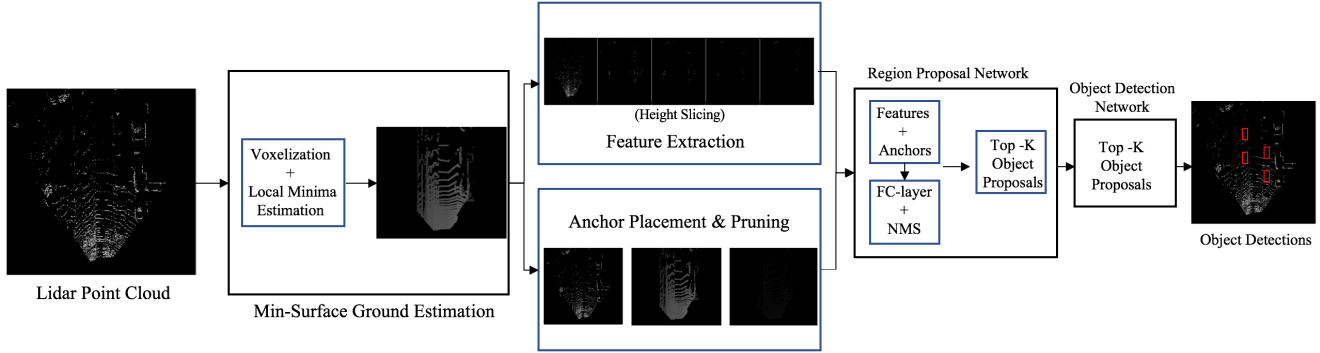 Lidar Point Cloud
Voxelization
+
Local Minima
Estimation
Min-Surface Ground Estimation
(Height Slicing)
Feature Extraction
Anchor Placement & Pruning
Region Proposal Network
Features
+
Anchors
FC-layer
+
NMS
Top -K
Object
Proposals
Object Detection
Network
Top -K
Object
Proposals
Object Detections